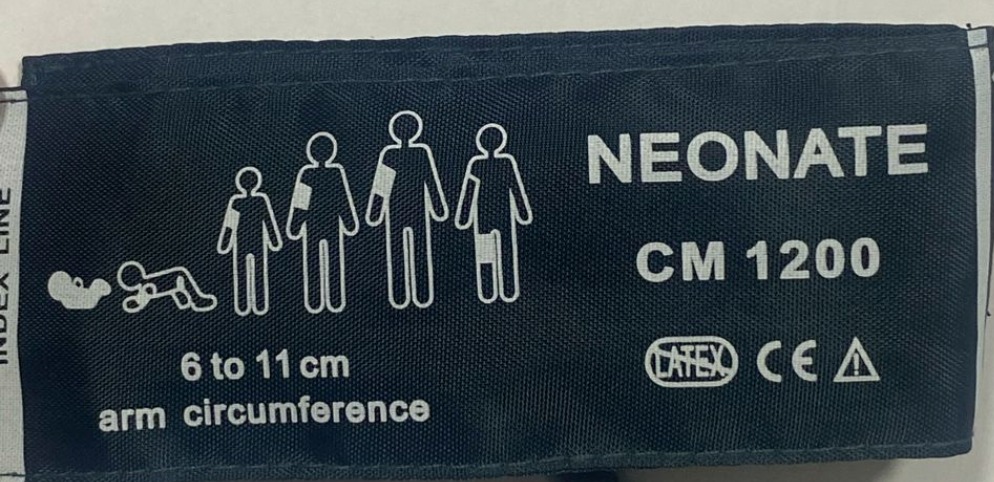 INDEX LINE
NEONATE
CM 1200
6 to 11 cm
arm circumference
LATEX CE